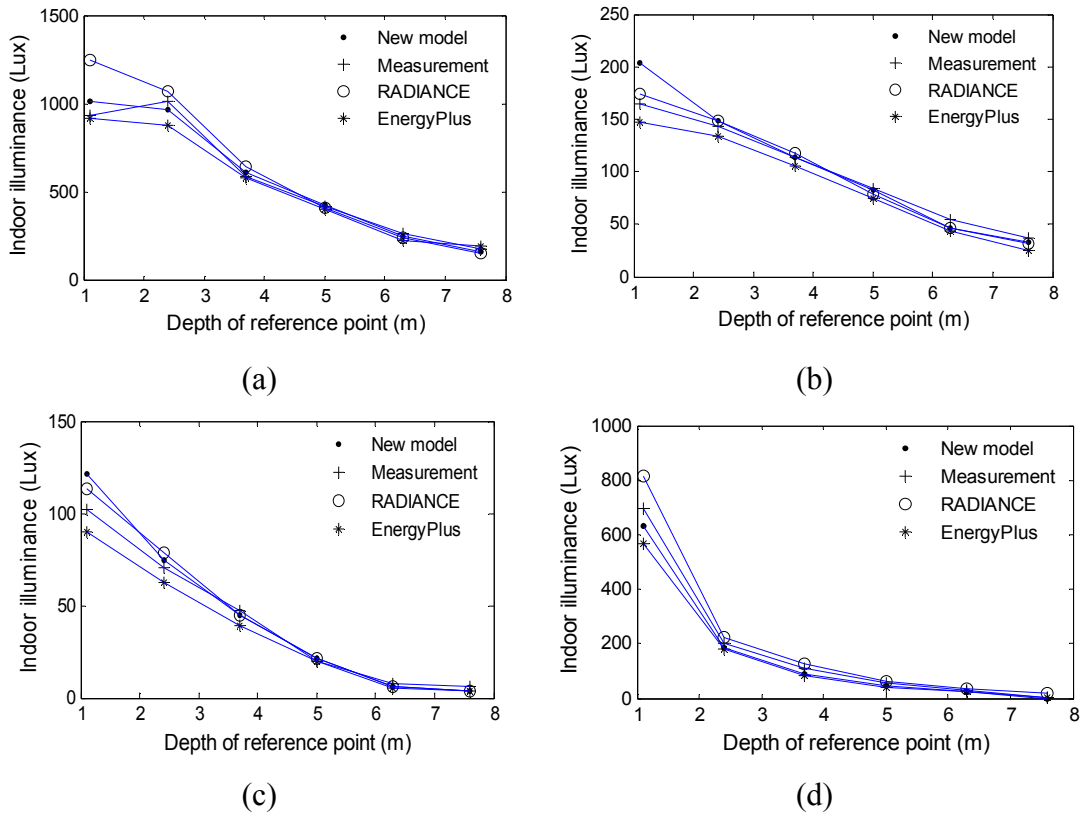 1500
1000
500
0
1 2 3 4 5 6 7 8
Indoor illuminance (Lux)
Depth of reference point (m)
New model
Measurement
RADIANCE
EnergyPlus
(a)
250
200
150
100
50
0
1 2 3 4 5 6 7 8
Indoor illuminance (Lux)
Depth of reference point (m)
New model
Measurement
RADIANCE
EnergyPlus
(b)
150
100
50
0
1 2 3 4 5 6 7 8
Indoor illuminance (Lux)
Depth of reference point (m)
New model
Measurement
RADIANCE
EnergyPlus
(c)
1000
800
600
400
200
0
1 2 3 4 5 6 7 8
Indoor illuminance (Lux)
Depth of reference point (m)
New model
Measurement
RADIANCE
EnergyPlus
(d)